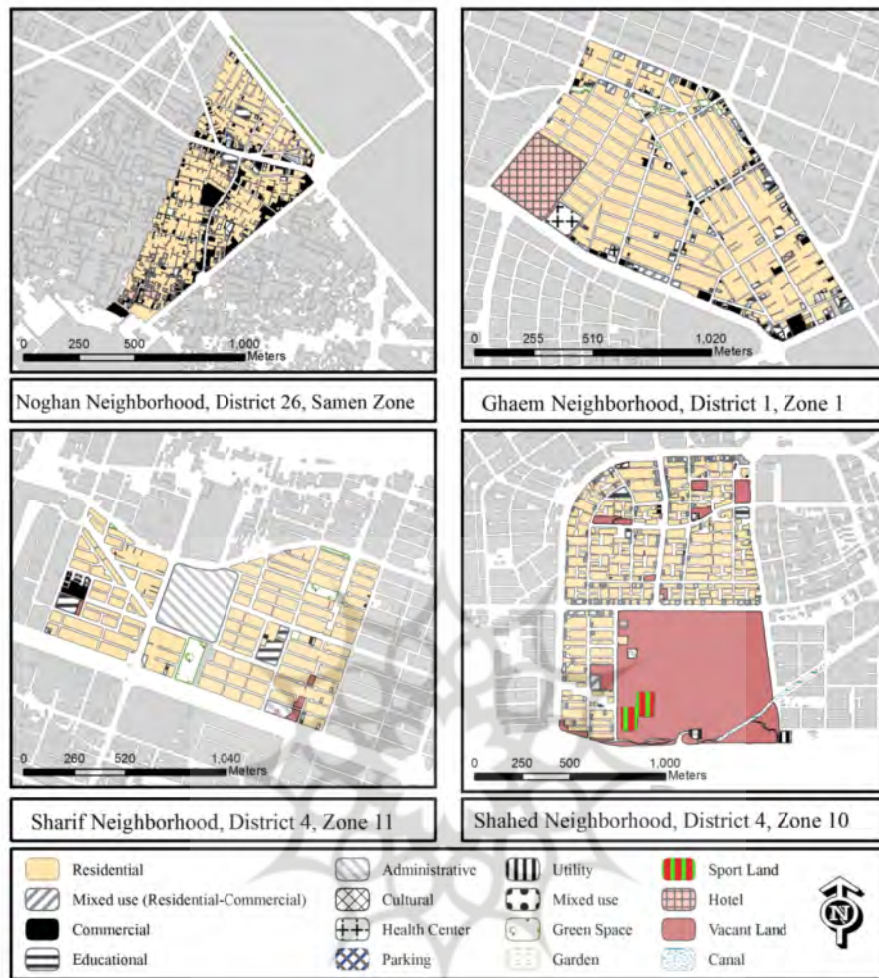 0 250 500 1,000
Meters
Noghan Neighborhood, District 26, Samen Zone
0 255 510 1,020
Meters
Ghaem Neighborhood, District 1, Zone 1
0 260 520 1,040
Meters
Sharif Neighborhood, District 4, Zone 11
0 250 500 1,000
Meters
Shahed Neighborhood, District 4, Zone 10
Residential
Mixed use (Residential-Commercial)
Commercial
Educational
Administrative
Cultural
Health Center
Parking
Utility
Mixed use
Green Space
Garden
Sport Land
Hotel
Vacant Land
Canal
N